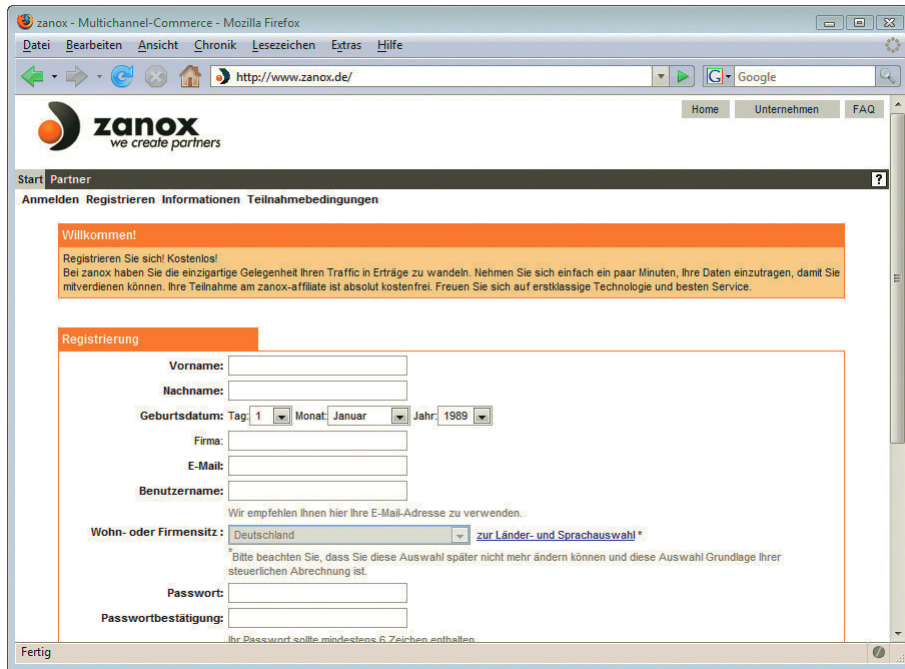 zanox - Multichannel-Commerce - Mozilla Firefox
Datei Bearbeiten Ansicht Chronik Lesezeichen Extras Hilfe
http://www.zanox.de/ G Google
Home Unternehmen FAQ
zanox
we create partners
Start Partner ?
Anmelden Registrieren Informationen Teilnahmebedingungen
Willkommen!
Registrieren Sie sich! Kostenlos!
Bei zanox haben Sie die einzigartige Gelegenheit Ihren Traffic in Erträge zu wandeln. Nehmen Sie sich einfach ein paar Minuten, Ihre Daten einzutragen, damit Sie
mitverdienen können. Ihre Teilnahme am zanox-affiliate ist absolut kostenfrei. Freuen Sie sich auf erstklassige Technologie und besten Service.
Registrierung
Vorname:
Nachname:
Geburtsdatum: Tag: 1 Monat: Januar Jahr: 1989
Firma:
E-Mail:
Benutzername:
Wir empfehlen Ihnen hier Ihre E-Mail-Adresse zu verwenden.
Wohn- oder Firmensitz : Deutschland zur Länder- und Sprachauswahl *
*Bitte beachten Sie, dass Sie diese Auswahl später nicht mehr ändern können und diese Auswahl Grundlage Ihrer
steuerlichen Abrechnung ist.
Passwort:
Passwortbestätigung:
Ihr Passwort sollte mindestens 6 Zeichen enthalten.
Fertig